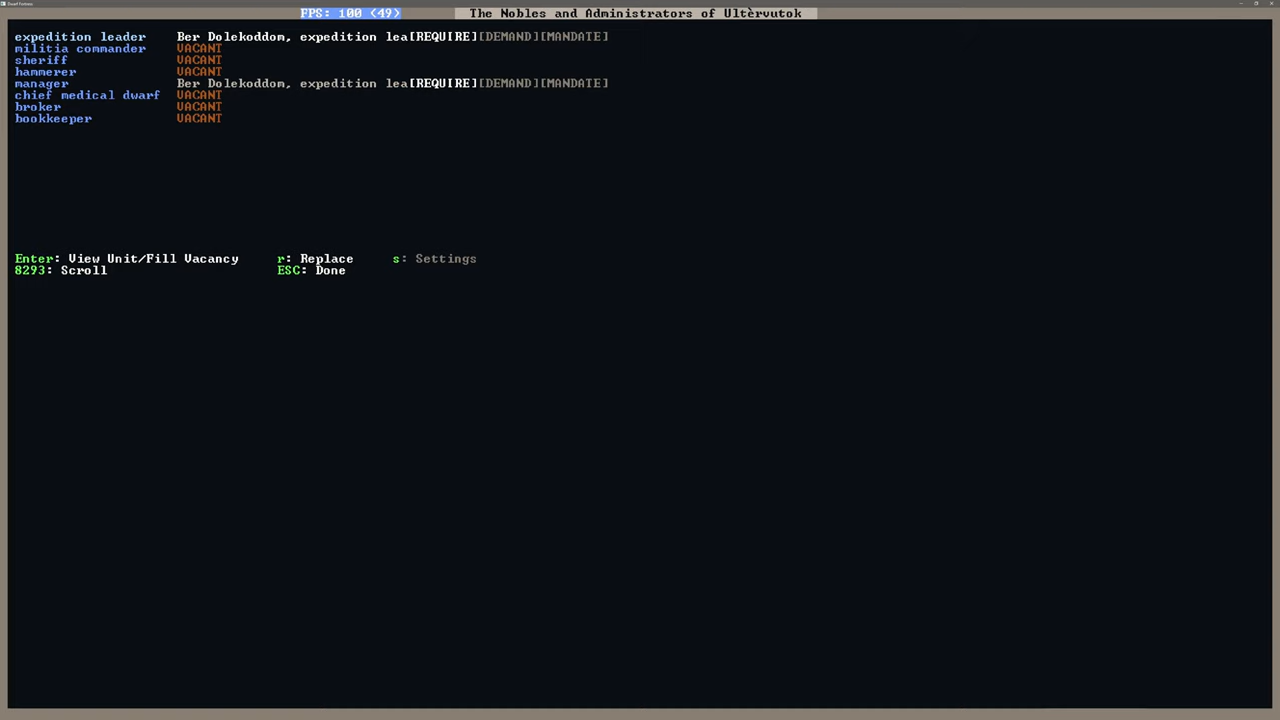 Dwarf Fortress
FPS: 100 (49)
The Nobles and Administrators of Ultèrvutok
expedition leader Ber Dolekoddom, expedition lea[REQUIRE][DEMAND][MANDATE]
militia commander VACANT
sheriff VACANT
hammerer VACANT
manager Ber Dolekoddom, expedition lea[REQUIRE][DEMAND][MANDATE]
chief medical dwarf VACANT
broker VACANT
bookkeeper VACANT
Enter: View Unit/Fill Vacancy r: Replace s: Settings
8293: Scroll ESC: Done